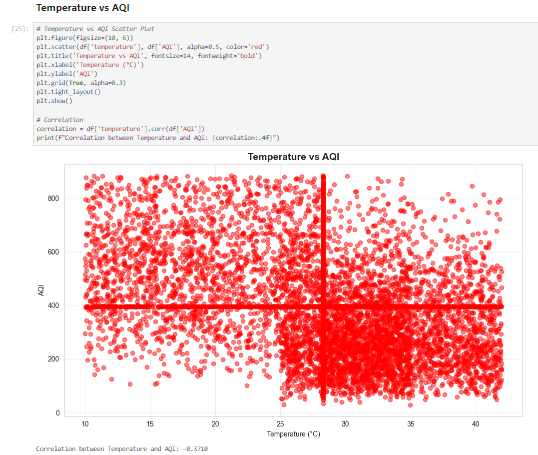 Temperature vs AQI
[25]: # Temperature vs AQI Scatter Plot
plt.figure(figsize=(10, 6))
plt.scatter(df['temperature'], df['AQI'], alpha=0.5, color='red')
plt.title('Temperature vs AQI', fontsize=14, fontweight='bold')
plt.xlabel('Temperature (°C)')
plt.ylabel('AQI')
plt.grid(True, alpha=0.3)
plt.tight_layout()
plt.show()
# Correlation
correlation = df['temperature'].corr(df['AQI'])
print(f"Correlation between Temperature and AQI: {correlation:.4f}")
Temperature vs AQI
800
600
400
200
0
AQI
10 15 20 25 30 35 40
Temperature (°C)
Correlation between Temperature and AQI: -0.3710